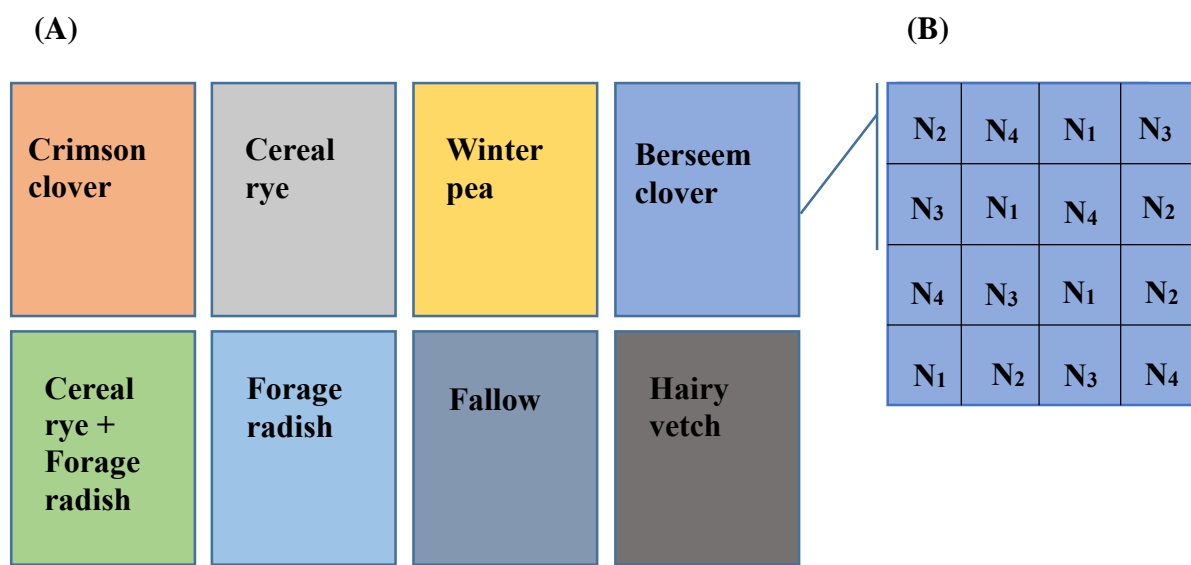 (A)
(B)
Crimson
clover
Cereal
rye
Winter
pea
Berseem
clover
Cereal
rye +
Forage
radish
Forage
radish
Fallow
Hairy
vetch
N₂ N₄ N₁ N₃
N₃ N₁ N₄ N₂
N₄ N₃ N₁ N₂
N₁ N₂ N₃ N₄